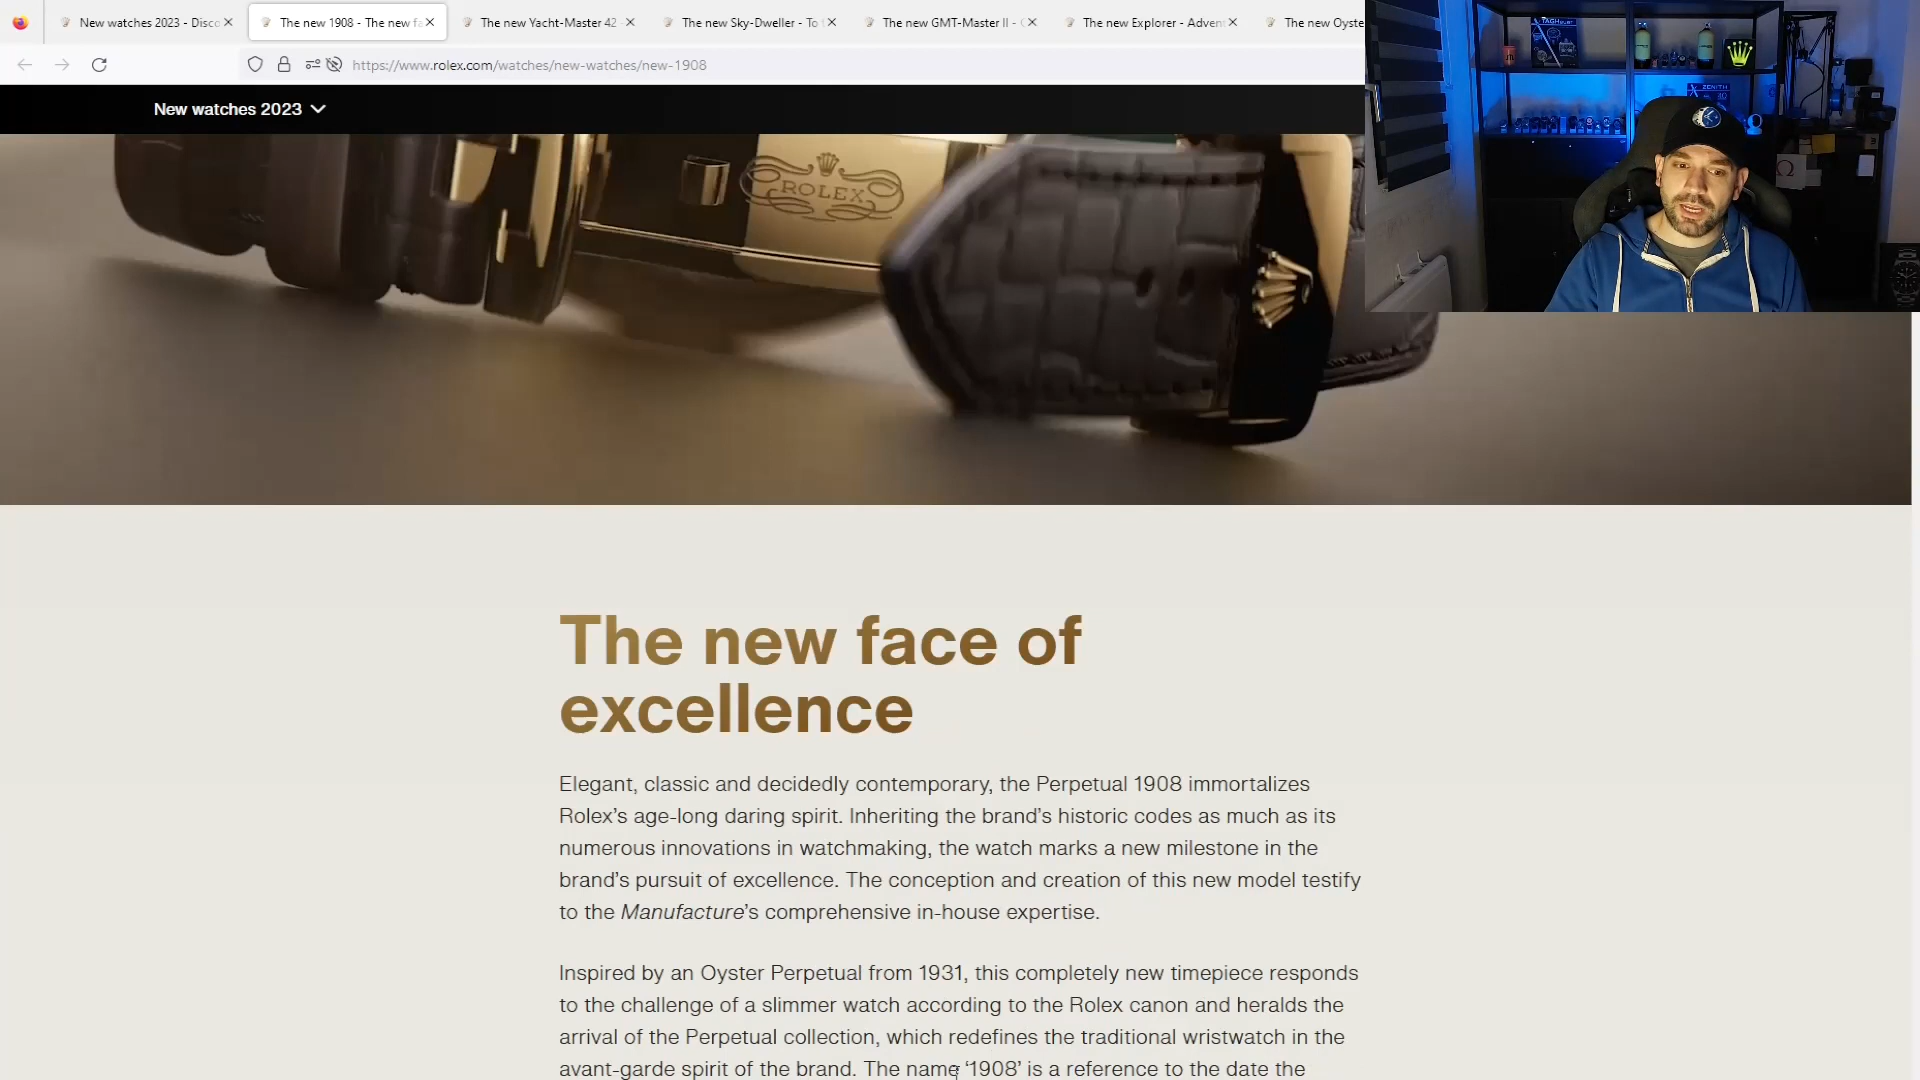 New watches 2023 - Disco
The new 1908 - The new fa
The new Yacht-Master 42 -
The new Sky-Dweller - To
The new GMT-Master II -
The new Explorer - Adven
The new Oyste
https://www.rolex.com/watches/new-watches/new-1908
New watches 2023
ROLEX
TAGHeuer
ZENITH
The new face of
excellence
Elegant, classic and decidedly contemporary, the Perpetual 1908 immortalizes
Rolex’s age-long daring spirit. Inheriting the brand’s historic codes as much as its
numerous innovations in watchmaking, the watch marks a new milestone in the
brand’s pursuit of excellence. The conception and creation of this new model testify
to the Manufacture’s comprehensive in-house expertise.
Inspired by an Oyster Perpetual from 1931, this completely new timepiece responds
to the challenge of a slimmer watch according to the Rolex canon and heralds the
arrival of the Perpetual collection, which redefines the traditional wristwatch in the
avant-garde spirit of the brand. The name ‘1908’ is a reference to the date the